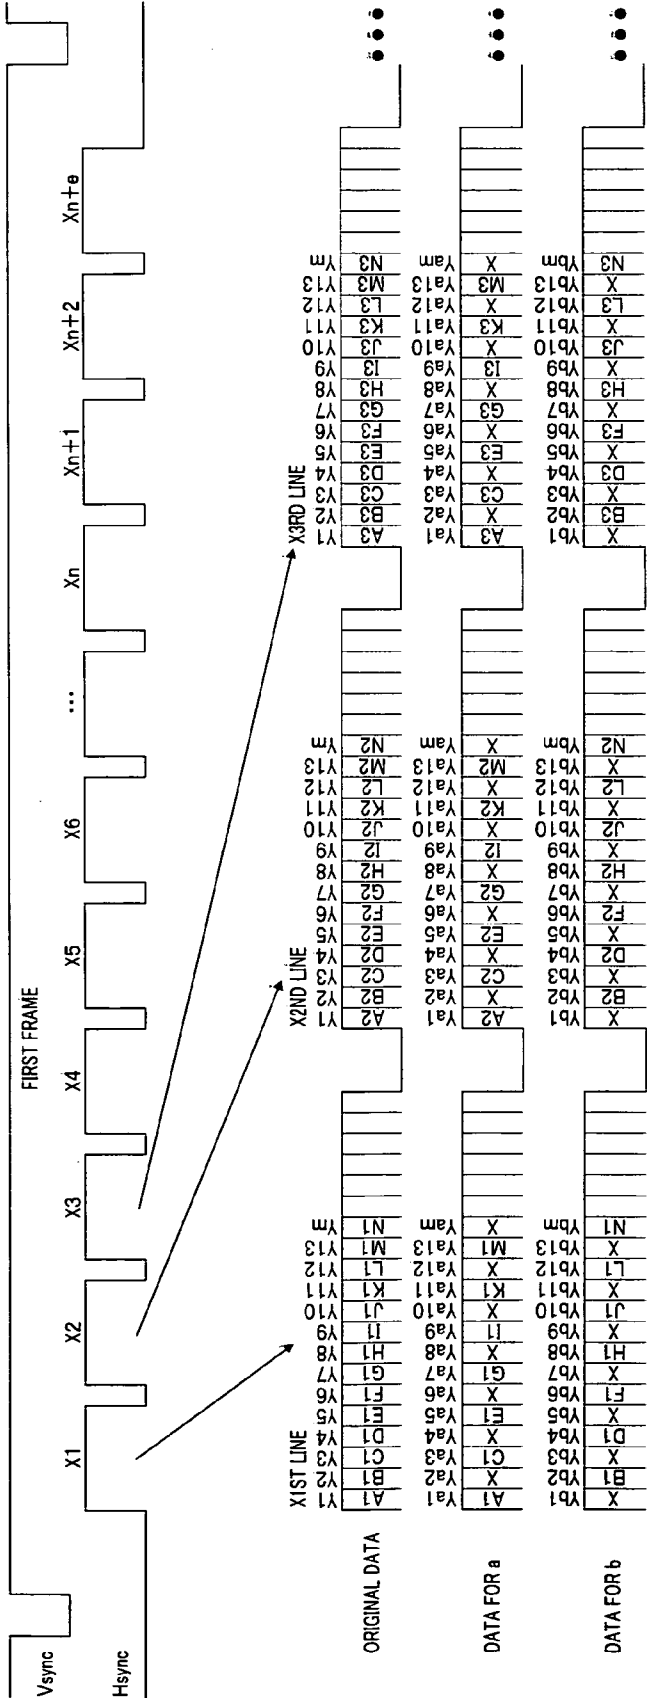 FIRST FRAME
Vsync
X1 X2 X3 X4 X5 X6 ... Xn Xn+1 Xn+2 Xn+e
Hsync
X1ST LINE X2ND LINE X3RD LINE
Y1 Y2 Y3 Y4 Y5 Y6 Y7 Y8 Y9 Y10 Y11 Y12 Y13 Ym Y1 Y2 Y3 Y4 Y5 Y6 Y7 Y8 Y9 Y10 Y11 Y12 Y13 Ym Y1 Y2 Y3 Y4 Y5 Y6 Y7 Y8 Y9 Y10 Y11 Y12 Y13 Ym
ORIGINAL DATA A1 B1 C1 D1 E1 F1 G1 H1 I1 J1 K1 L1 M1 N1 A2 B2 C2 D2 E2 F2 G2 H2 I2 J2 K2 L2 M2 N2 A3 B3 C3 D3 E3 F3 G3 H3 I3 J3 K3 L3 M3 N3
Ya1 Ya2 Ya3 Ya4 Ya5 Ya6 Ya7 Ya8 Ya9 Ya10 Ya11 Ya12 Ya13 Yam Ya1 Ya2 Ya3 Ya4 Ya5 Ya6 Ya7 Ya8 Ya9 Ya10 Ya11 Ya12 Ya13 Yam Ya1 Ya2 Ya3 Ya4 Ya5 Ya6 Ya7 Ya8 Ya9 Ya10 Ya11 Ya12 Ya13 Yam
DATA FOR a A1 X C1 X E1 X G1 X I1 X K1 X M1 X A2 X C2 X E2 X G2 X I2 X K2 X M2 X A3 X C3 X E3 X G3 X I3 X K3 X M3 X
Yb1 Yb2 Yb3 Yb4 Yb5 Yb6 Yb7 Yb8 Yb9 Yb10 Yb11 Yb12 Yb13 Ybm Yb1 Yb2 Yb3 Yb4 Yb5 Yb6 Yb7 Yb8 Yb9 Yb10 Yb11 Yb12 Yb13 Ybm Yb1 Yb2 Yb3 Yb4 Yb5 Yb6 Yb7 Yb8 Yb9 Yb10 Yb11 Yb12 Yb13 Ybm
DATA FOR b X B1 X D1 X F1 X H1 X J1 X L1 X N1 X B2 X D2 X F2 X H2 X J2 X L2 X N2 X B3 X D3 X F3 X H3 X J3 X L3 X N3